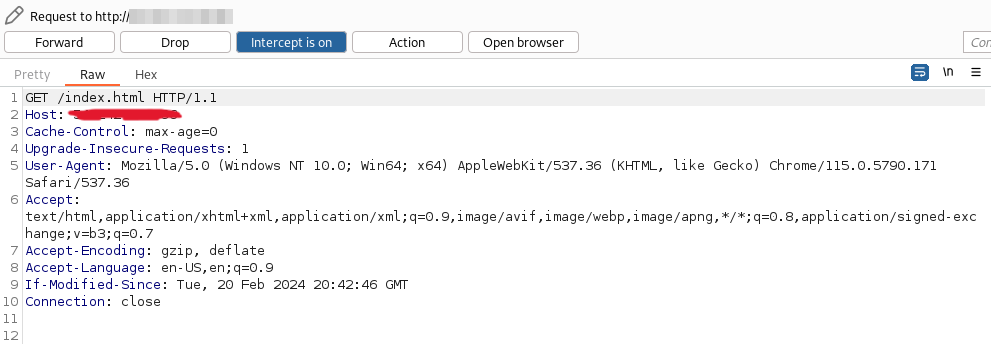 Request to http://
Forward Drop Intercept is on Action Open browser
Pretty Raw Hex \n
1 GET /index.html HTTP/1.1
2 Host:
3 Cache-Control: max-age=0
4 Upgrade-Insecure-Requests: 1
5 User-Agent: Mozilla/5.0 (Windows NT 10.0; Win64; x64) AppleWebKit/537.36 (KHTML, like Gecko) Chrome/115.0.5790.171
Safari/537.36
6 Accept:
text/html,application/xhtml+xml,application/xml;q=0.9,image/avif,image/webp,image/apng,*/*;q=0.8,application/signed-exc
hange;v=b3;q=0.7
7 Accept-Encoding: gzip, deflate
8 Accept-Language: en-US,en;q=0.9
9 If-Modified-Since: Tue, 20 Feb 2024 20:42:46 GMT
10 Connection: close
11
12